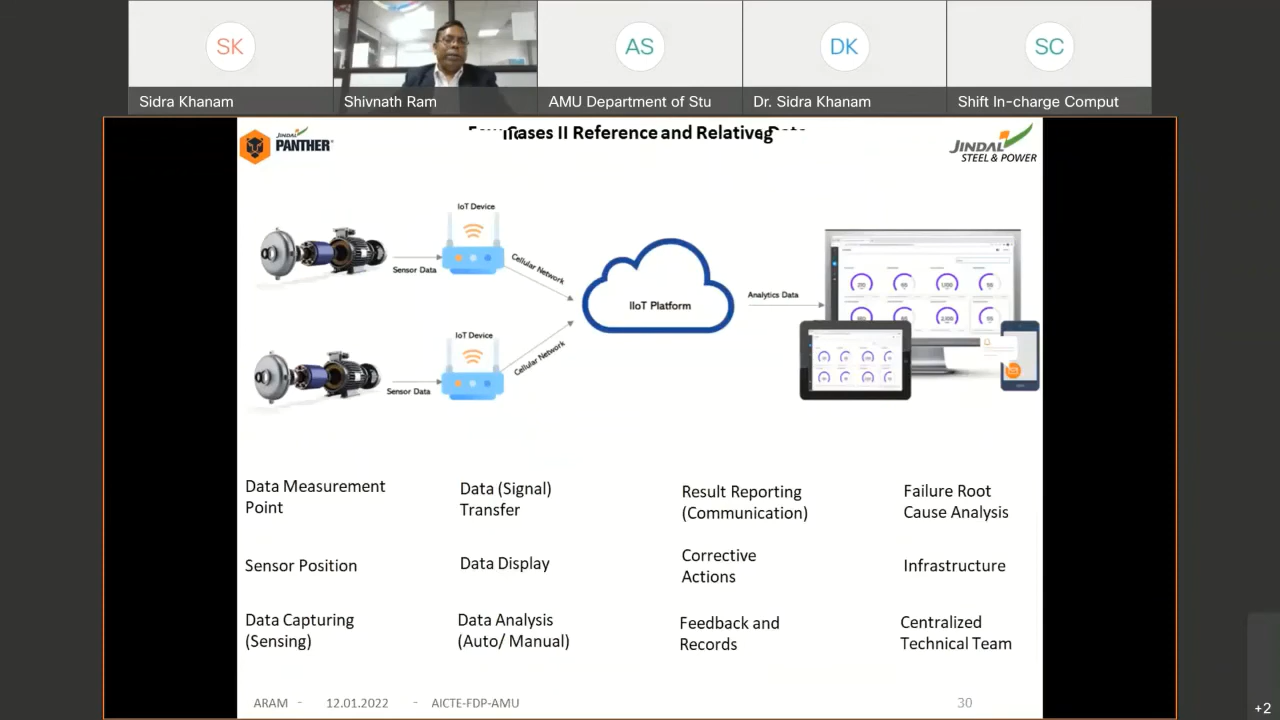 SK
AS
DK
SC
Sidra Khanam
Shivnath Ram
AMU Department of Stu
Dr. Sidra Khanam
Shift In-charge Comput
II Reference and Relative
JINDAL
PANTHER
JINDAL
STEEL & POWER
IoT Device
Sensor Data
Cellular Network
IIoT Platform
Analytics Data
IoT Device
Sensor Data
Cellular Network
Data Measurement
Point
Data (Signal)
Transfer
Result Reporting
(Communication)
Failure Root
Cause Analysis
Sensor Position
Data Display
Corrective
Actions
Infrastructure
Data Capturing
(Sensing)
Data Analysis
(Auto/ Manual)
Feedback and
Records
Centralized
Technical Team
ARAM - 12.01.2022 - AICTE-FDP-AMU 30
+2